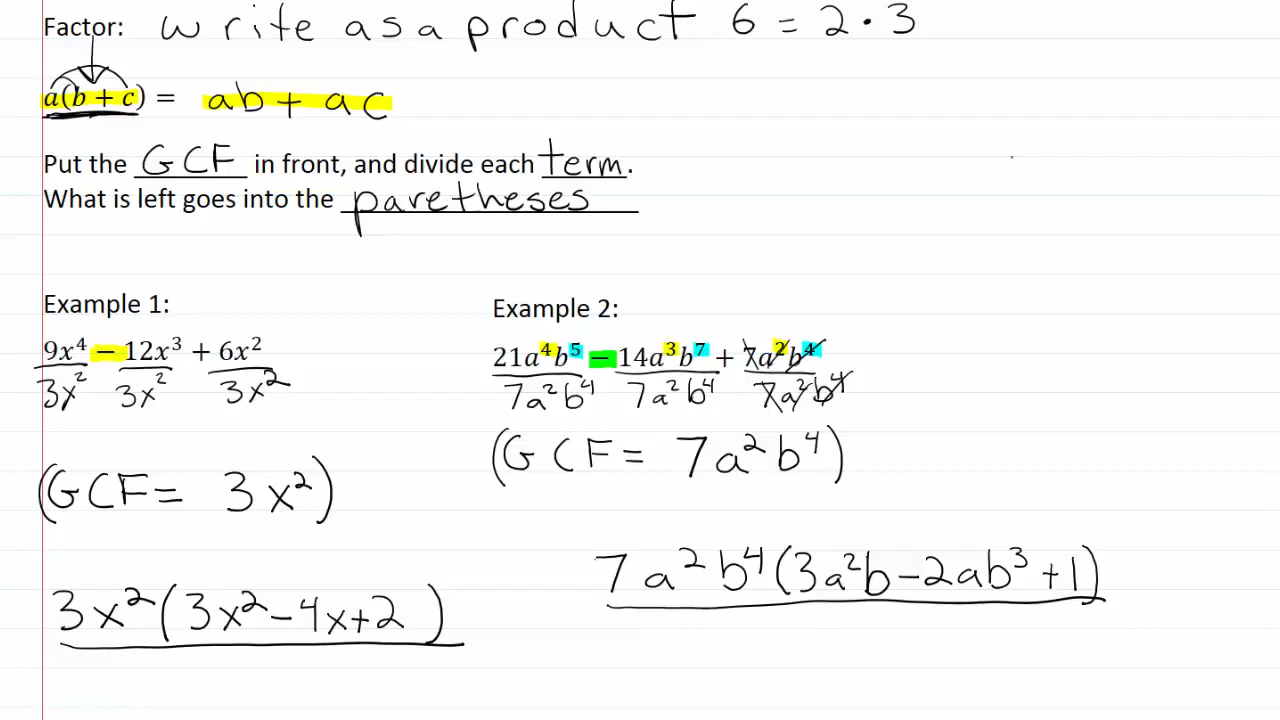 Factor: write as a product 6 = 2 · 3
a(b + c) = ab + ac
Put the GCF in front, and divide each term.
What is left goes into the paretheses
Example 1:
9x⁴ − 12x³ + 6x²
3x² 3x² 3x²
(GCF = 3x²)
3x²(3x² − 4x + 2)
Example 2:
21a⁴b⁵ − 14a³b⁷ + 7a²b⁴
7a²b⁴ 7a²b⁴ 7a²b⁴
(GCF = 7a²b⁴)
7a²b⁴(3a²b − 2ab³ + 1)